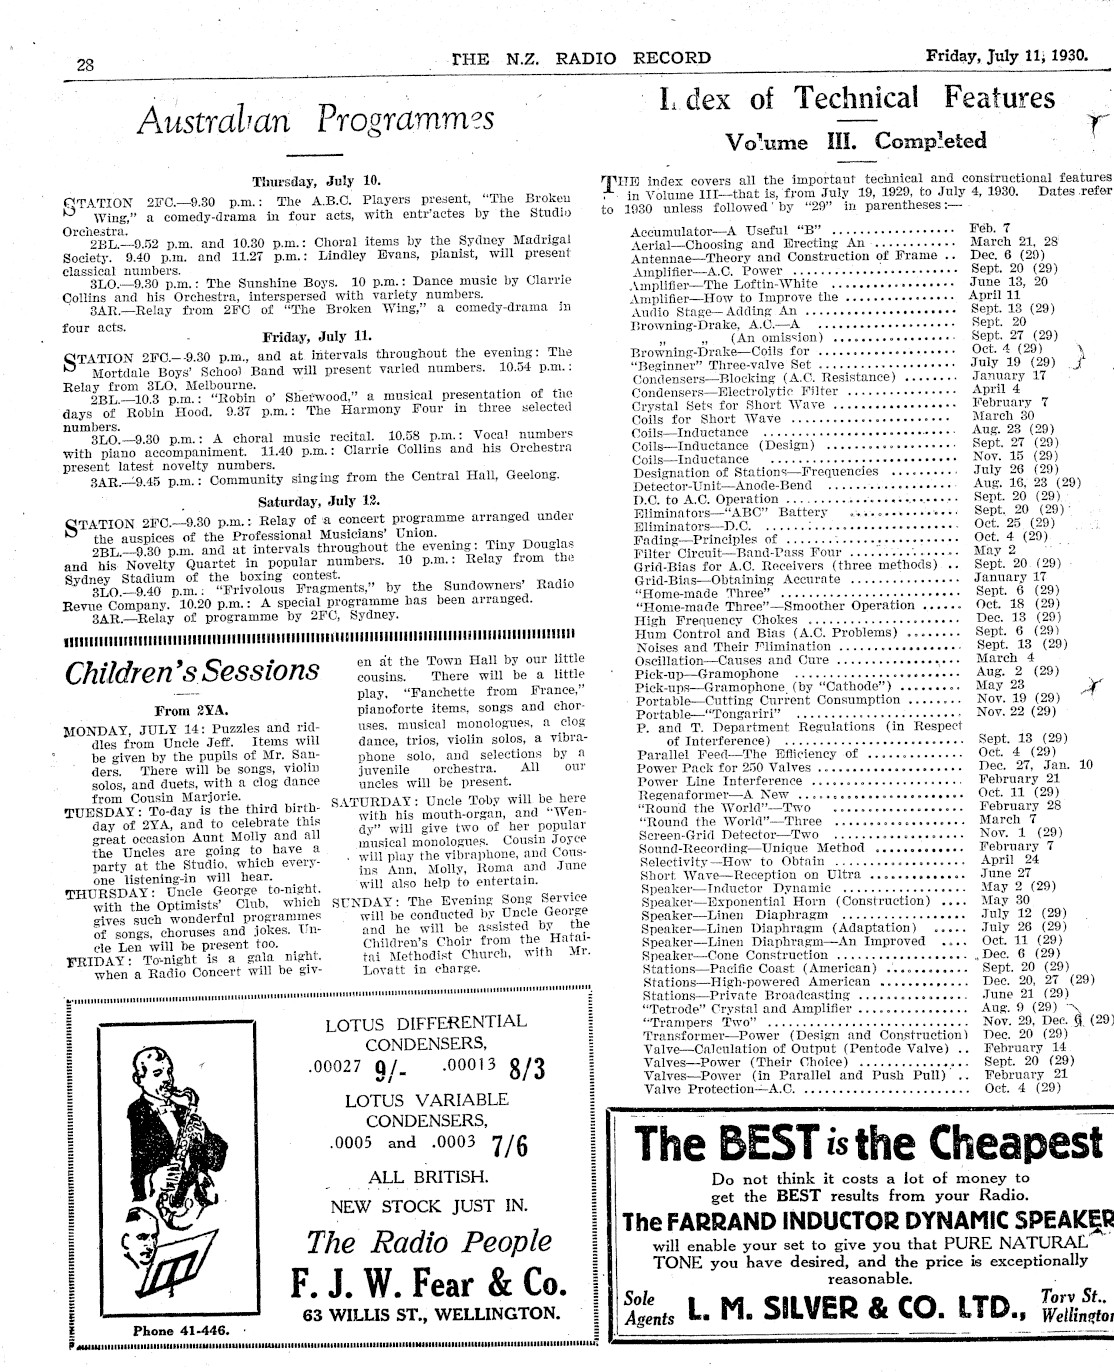 28
THE N.Z. RADIO RECORD
Friday, July 11, 1930.
Australian Programmes
Thursday, July 10.
STATION 2FC.—9.30 p.m.: The A.B.C. Players present, "The Broken
Wing," a comedy-drama in four acts, with entr'actes by the Studio
Orchestra.
2BL.—9.52 p.m. and 10.30 p.m.: Choral items by the Sydney Madrigal
Society. 9.40 p.m. and 11.27 p.m.: Lindley Evans, pianist, will present
classical numbers.
3LO.—9.30 p.m.: The Sunshine Boys. 10 p.m.: Dance music by Clarrie
Collins and his Orchestra, interspersed with variety numbers.
3AR.—Relay from 2FC of "The Broken Wing," a comedy-drama in
four acts.
Friday, July 11.
STATION 2FC.—9.30 p.m., and at intervals throughout the evening: The
Mortdale Boys' School Band will present varied numbers. 10.54 p.m.:
Relay from 3LO, Melbourne.
2BL.—10.3 p.m.: "Robin o' Sherwood," a musical presentation of the
days of Robin Hood. 9.37 p.m.: The Harmony Four in three selected
numbers.
3LO.—9.30 p.m.: A choral music recital. 10.58 p.m.: Vocal numbers
with piano accompaniment. 11.40 p.m.: Clarrie Collins and his Orchestra
present latest novelty numbers.
3AR.—9.45 p.m.: Community singing from the Central Hall, Geelong.
Saturday, July 12.
STATION 2FC.—9.30 p.m.: Relay of a concert programme arranged under
the auspices of the Professional Musicians' Union.
2BL.—9.30 p.m. and at intervals throughout the evening: Tiny Douglas
and his Novelty Quartet in popular numbers. 10 p.m.: Relay from the
Sydney Stadium of the boxing contest.
3LO.—9.40 p.m.: "Frivolous Fragments," by the Sundowners' Radio
Revue Company. 10.20 p.m.: A special programme has been arranged.
3AR.—Relay of programme by 2FC, Sydney.
Children's Sessions
From 2YA.
MONDAY, JULY 14: Puzzles and rid-
dles from Uncle Jeff. Items will
be given by the pupils of Mr. San-
ders. There will be songs, violin
solos, and duets, with a clog dance
from Cousin Marjorie.
TUESDAY: To-day is the third birth-
day of 2YA, and to celebrate this
great occasion Aunt Molly and all
the Uncles are going to have a
party at the Studio, which every-
one listening-in will hear.
THURSDAY: Uncle George to-night,
with the Optimists' Club, which
gives such wonderful programmes
of songs, choruses and jokes. Un-
cle Len will be present too.
FRIDAY: To-night is a gala night,
when a Radio Concert will be giv-
en at the Town Hall by our little
cousins. There will be a little
play, "Fanchette from France,"
pianoforte items, songs and chor-
uses, musical monologues, a clog
dance, trios, violin solos, a vibra-
phone solo, and selections by a
juvenile orchestra. All our
uncles will be present.
SATURDAY: Uncle Toby will be here
with his mouth-organ, and "Wen-
dy" will give two of her popular
musical monologues. Cousin Joyce
will play the vibraphone, and Cous-
ins Ann, Molly, Roma and June
will also help to entertain.
SUNDAY: The Evening Song Service
will be conducted by Uncle George
and he will be assisted by the
Children's Choir from the Hatai-
tai Methodist Church, with Mr.
Lovatt in charge.
LOTUS DIFFERENTIAL
CONDENSERS,
.00027 9/- .00013 8/3
LOTUS VARIABLE
CONDENSERS,
.0005 and .0003 7/6
ALL BRITISH.
NEW STOCK JUST IN.
The Radio People
F. J. W. Fear & Co.
63 WILLIS ST., WELLINGTON.
Phone 41-446.
Index of Technical Features
Volume III. Completed
THE index covers all the important technical and constructional features
in Volume III—that is, from July 19, 1929, to July 4, 1930. Dates refer
to 1930 unless followed by "29" in parentheses:—
Accumulator—A Useful "B" .................. Feb. 7
Aerial—Choosing and Erecting An ............ March 21, 28
Antennae—Theory and Construction of Frame .. Dec. 6 (29)
Amplifier—A.C. Power ........................ Sept. 20 (29)
Amplifier—The Loftin-White .................. June 13, 20
Amplifier—How to Improve the ................ April 11
Audio Stage—Adding An ....................... Sept. 13 (29)
Browning-Drake, A.C.—A .................... Sept. 20
" " (An omission) .................. Sept. 27 (29)
Browning-Drake—Coils for .................... Oct. 4 (29)
"Beginner" Three-valve Set .................... July 19 (29)
Condensers—Blocking (A.C. Resistance) ........ January 17
Condensers—Electrolytic Filter ................ April 4
Crystal Sets for Short Wave .................. February 7
Coils for Short Wave ........................ March 30
Coils—Inductance ............................ Aug. 23 (29)
Coils—Inductance (Design) .................... Sept. 27 (29)
Coils—Inductance ............................ Nov. 15 (29)
Designation of Stations—Frequencies .......... July 26 (29)
Detector-Unit—Anode-Bend .................... Aug. 16, 23 (29)
D.C. to A.C. Operation ........................ Sept. 20 (29)
Eliminators—"ABC" Battery ................ Sept. 20 (29)
Eliminators—D.C. ............................ Oct. 25 (29)
Fading—Principles of ........................ Oct. 4 (29)
Filter Circuit—Band-Pass Four ................ May 2
Grid-Bias for A.C. Receivers (three methods) .. Sept. 20 (29)
Grid-Bias—Obtaining Accurate ................ January 17
"Home-made Three" .......................... Sept. 6 (29)
"Home-made Three"—Smoother Operation ...... Oct. 18 (29)
High Frequency Chokes ...................... Dec. 13 (29)
Hum Control and Bias (A.C. Problems) ........ Sept. 6 (29)
Noises and Their Elimination .................. Sept. 13 (29)
Oscillation—Causes and Cure .................. March 4
Pick-up—Gramophone ........................ Aug. 2 (29)
Pick-ups—Gramophone (by "Cathode") ......... May 23
Portable—Cutting Current Consumption ........ Nov. 19 (29)
Portable—"Tongariri" ........................ Nov. 22 (29)
P. and T. Department Regulations (in Respect
of Interference) .......................... Sept. 13 (29)
Parallel Feed—The Efficiency of .............. Oct. 4 (29)
Power Pack for 250 Valves .................... Dec. 27, Jan. 10
Power Line Interference ...................... February 21
Regenaformer—A New ........................ Oct. 11 (29)
"Round the World"—Two .................... February 28
"Round the World"—Three .................... March 7
Screen-Grid Detector—Two .................... Nov. 1 (29)
Sound-Recording—Unique Method .............. February 7
Selectivity—How to Obtain .................... April 24
Short Wave—Reception on Ultra .............. June 27
Speaker—Inductor Dynamic .................... May 2 (29)
Speaker—Exponential Horn (Construction) .... May 30
Speaker—Linen Diaphragm .................. July 12 (29)
Speaker—Linen Diaphragm (Adaptation) ..... July 26 (29)
Speaker—Linen Diaphragm—An Improved .... Oct. 11 (29)
Speaker—Cone Construction .................... Dec. 6 (29)
Stations—Pacific Coast (American) ............ Sept. 20 (29)
Stations—High-powered American .............. Dec. 20, 27 (29)
Stations—Private Broadcasting ................ June 21 (29)
"Tetrode" Crystal and Amplifier ................ Aug. 9 (29)
"Trampers Two" .............................. Nov. 29, Dec. 9 (29)
Transformer—Power (Design and Construction) Dec. 20 (29)
Valve—Calculation of Output (Pentode Valve) .. February 14
Valves—Power (Their Choice) .................. Sept. 20 (29)
Valves—Power (in Parallel and Push Pull) .. February 21
Valve Protection—A.C. ........................ Oct. 4 (29)
The BEST is the Cheapest
Do not think it costs a lot of money to
get the BEST results from your Radio.
The FARRAND INDUCTOR DYNAMIC SPEAKER
will enable your set to give you that PURE NATURAL
TONE you have desired, and the price is exceptionally
reasonable.
Sole
Agents
L. M. SILVER & CO. LTD.,
Tory St.,
Wellington